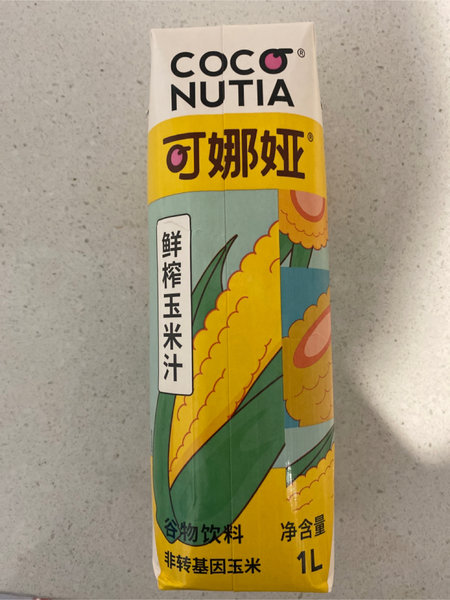 COCO®
NUTIA
可娜娅®
鲜榨玉米汁
谷物饮料
非转基因玉米
净含量
1L